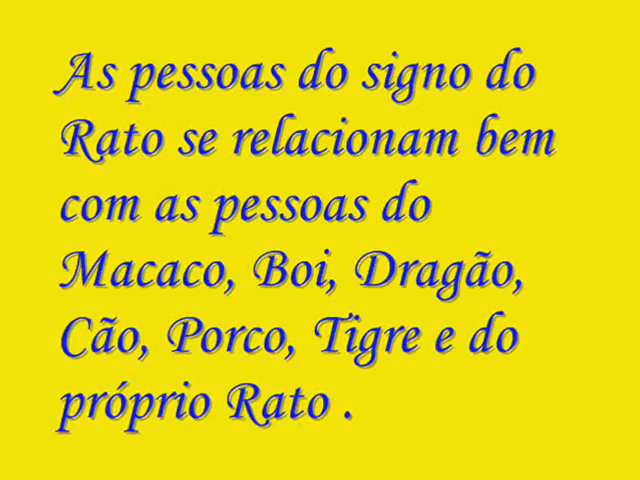 As pessoas do signo do
Rato se relacionam bem
com as pessoas do
Macaco, Boi, Dragão,
Cão, Porco, Tigre e do
próprio Rato .